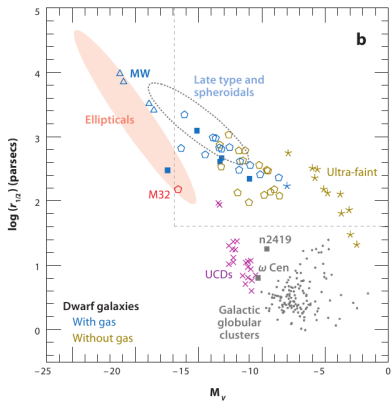 5
4
3
2
1
0
log (r1/2) (parsecs)
b
MW
Late type and
spheroidals
Ellipticals
M32
Ultra-faint
n2419
UCDs
ω Cen
Dwarf galaxies
With gas
Without gas
Galactic
globular
clusters
−25
−20
−15
−10
−5
0
Mv